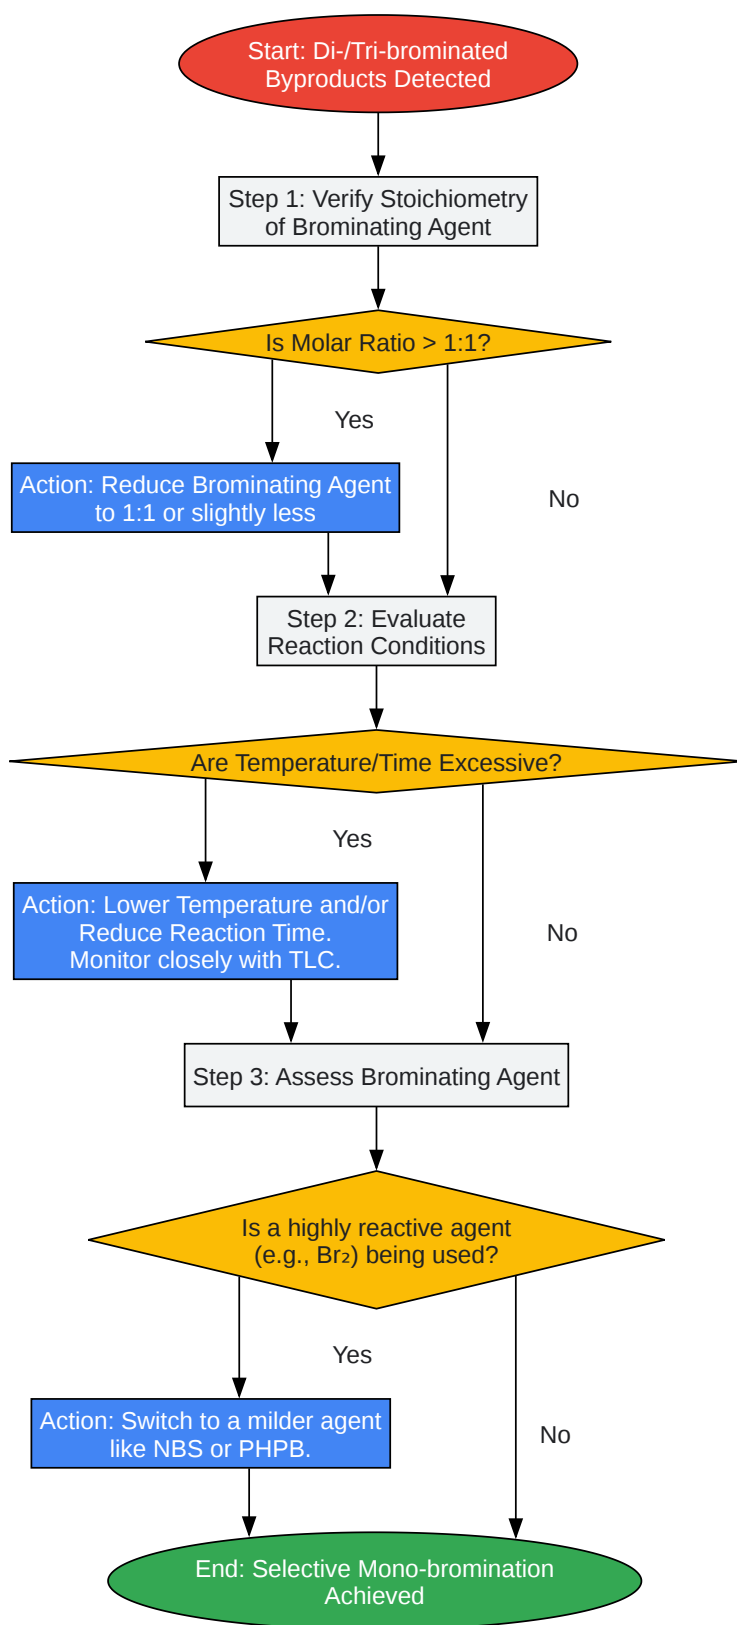 Start: Di-/Tri-brominated
Byproducts Detected
Step 1: Verify Stoichiometry
of Brominating Agent
Is Molar Ratio > 1:1?
Yes
Action: Reduce Brominating Agent
to 1:1 or slightly less
No
Step 2: Evaluate
Reaction Conditions
Are Temperature/Time Excessive?
Yes
Action: Lower Temperature and/or
Reduce Reaction Time.
Monitor closely with TLC.
No
Step 3: Assess Brominating Agent
Is a highly reactive agent
(e.g., Br₂) being used?
Yes
Action: Switch to a milder agent
like NBS or PHPB.
No
End: Selective Mono-bromination
Achieved